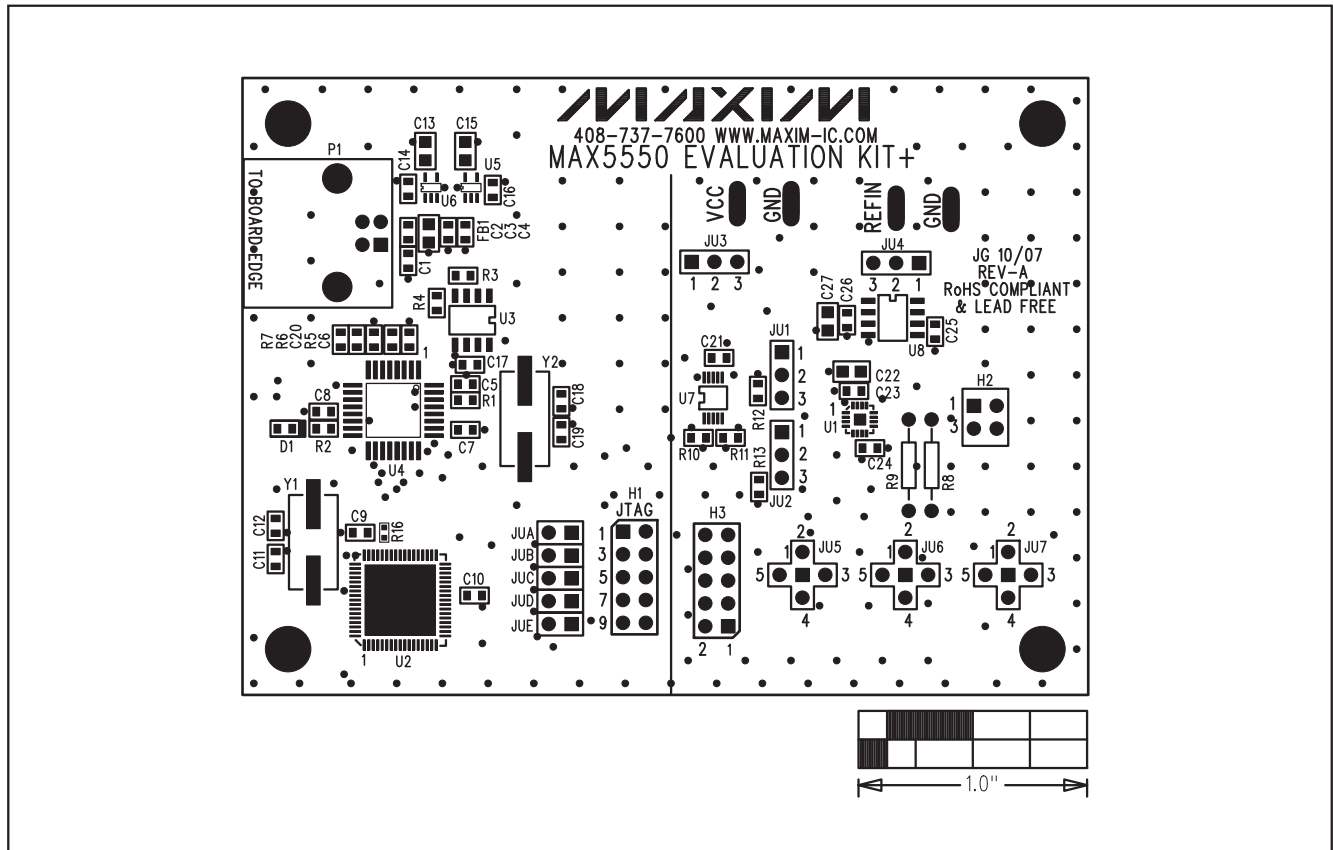 MAXIM
408-737-7600 WWW.MAXIM-IC.COM
MAX5550 EVALUATION KIT+
C13
C15
P1
C14
U5
U6
C16
TO BOARD EDGE
FB1
C2
C3
C4
C1
R3
R4
U3
R7
R6
C20
R5
C6
1
C17
Y2
C5
R1
C18
C8
D1
R2
C7
C19
U4
Y1
C12
C9
R16
C11
C10
1
U2
JUA
JUB
JUC
JUD
JUE
H1
JTAG
1
3
5
7
9
VCC
GND
REFIN
GND
JU3
1 2 3
JU4
3 2 1
JG 10/07
REV-A
RoHS COMPLIANT
& LEAD FREE
C27
C26
U8
C25
JU1
1
2
3
C21
U7
R12
C22
C23
1
U1
H2
1
3
R10
R11
R13
1
2
3
JU2
C24
R9
R8
H3
2 1
2
1
JU5
5
3
4
2
1
JU6
5
3
4
2
1
JU7
5
3
4
1.0"